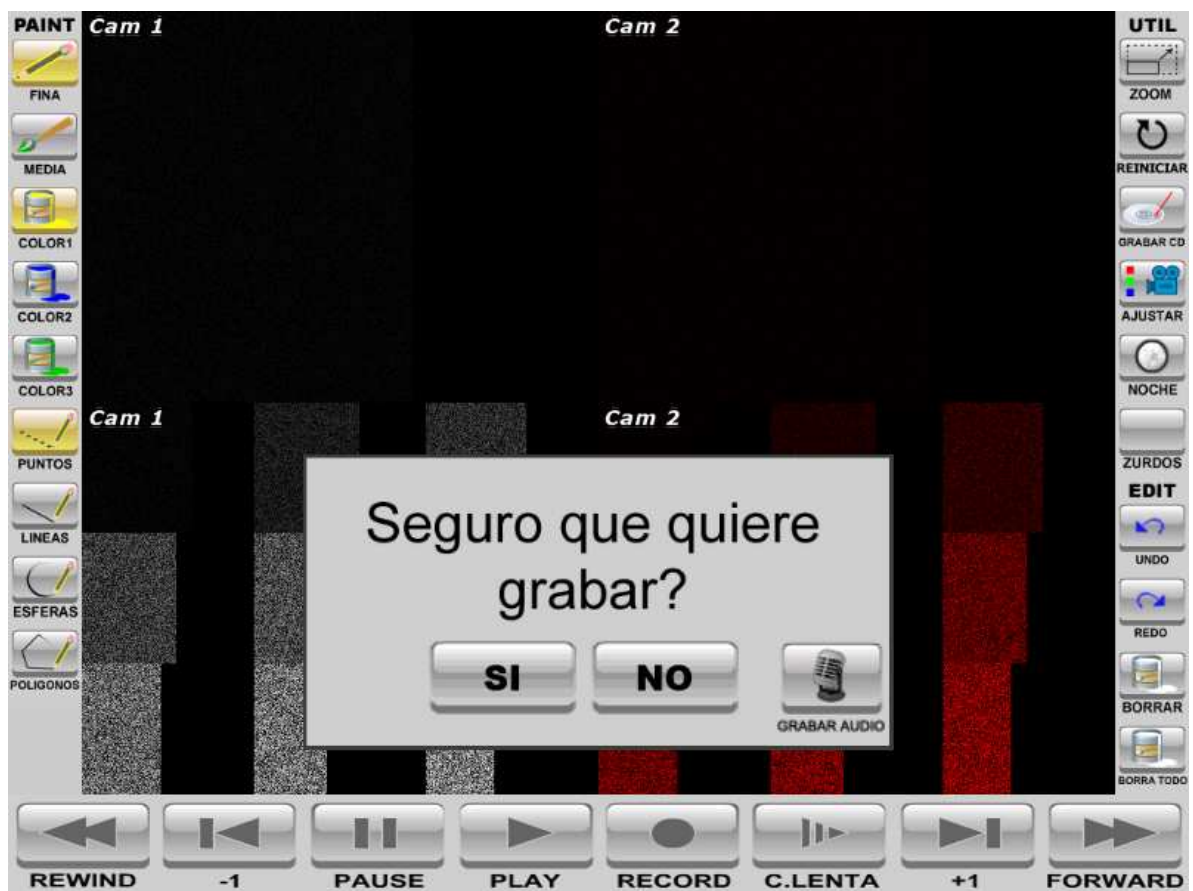 PAINT
FINA
MEDIA
COLOR1
COLOR2
COLOR3
PUNTOS
LINEAS
ESFERAS
POLIGONOS
Cam 1
Cam 2
Cam 1
Cam 2
Seguro que quiere
grabar?
SI NO
GRABAR AUDIO
UTIL
ZOOM
REINICIAR
GRABAR CD
AJUSTAR
NOCHE
ZURDOS
EDIT
UNDO
REDO
BORRAR
BORRA TODO
REWIND -1 PAUSE PLAY RECORD C.LENTA +1 FORWARD